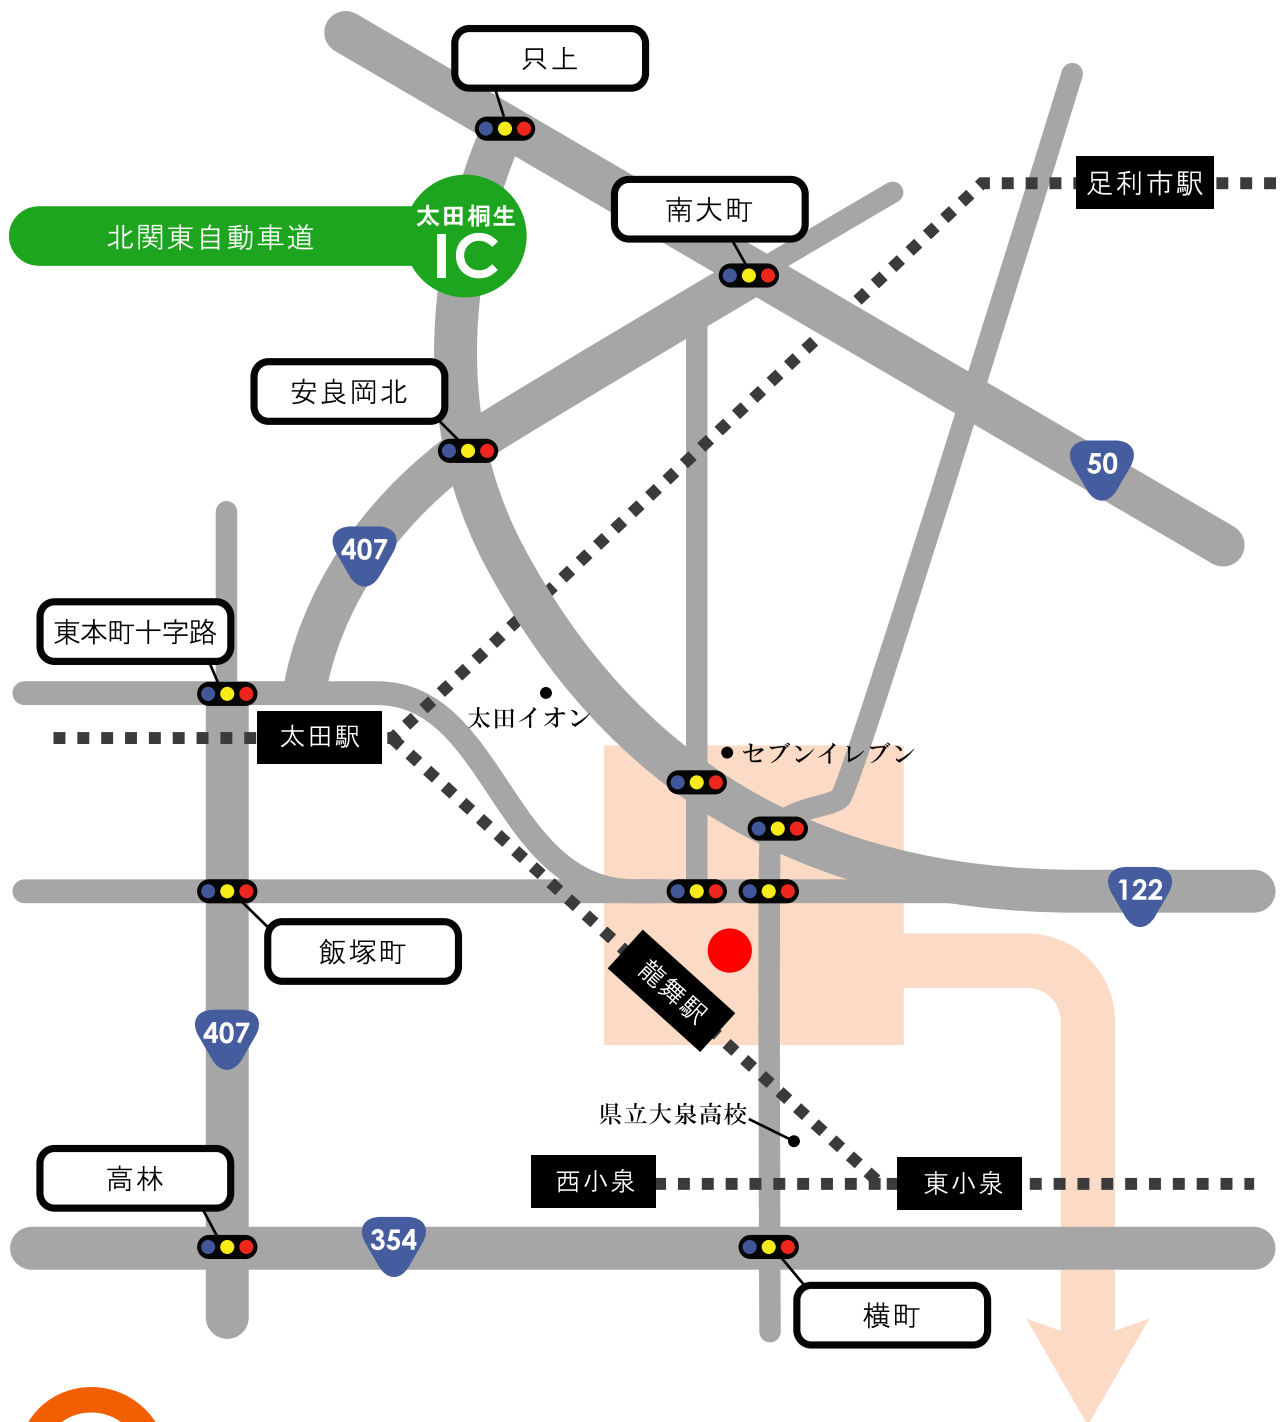 只上
足利市駅
南大町
太田桐生
IC
北関東自動車道
安良岡北
50
407
東本町十字路
太田イオン
太田駅
セブンイレブン
122
飯塚町
龍舞駅
407
県立大泉高校
高林
西小泉
東小泉
354
横町